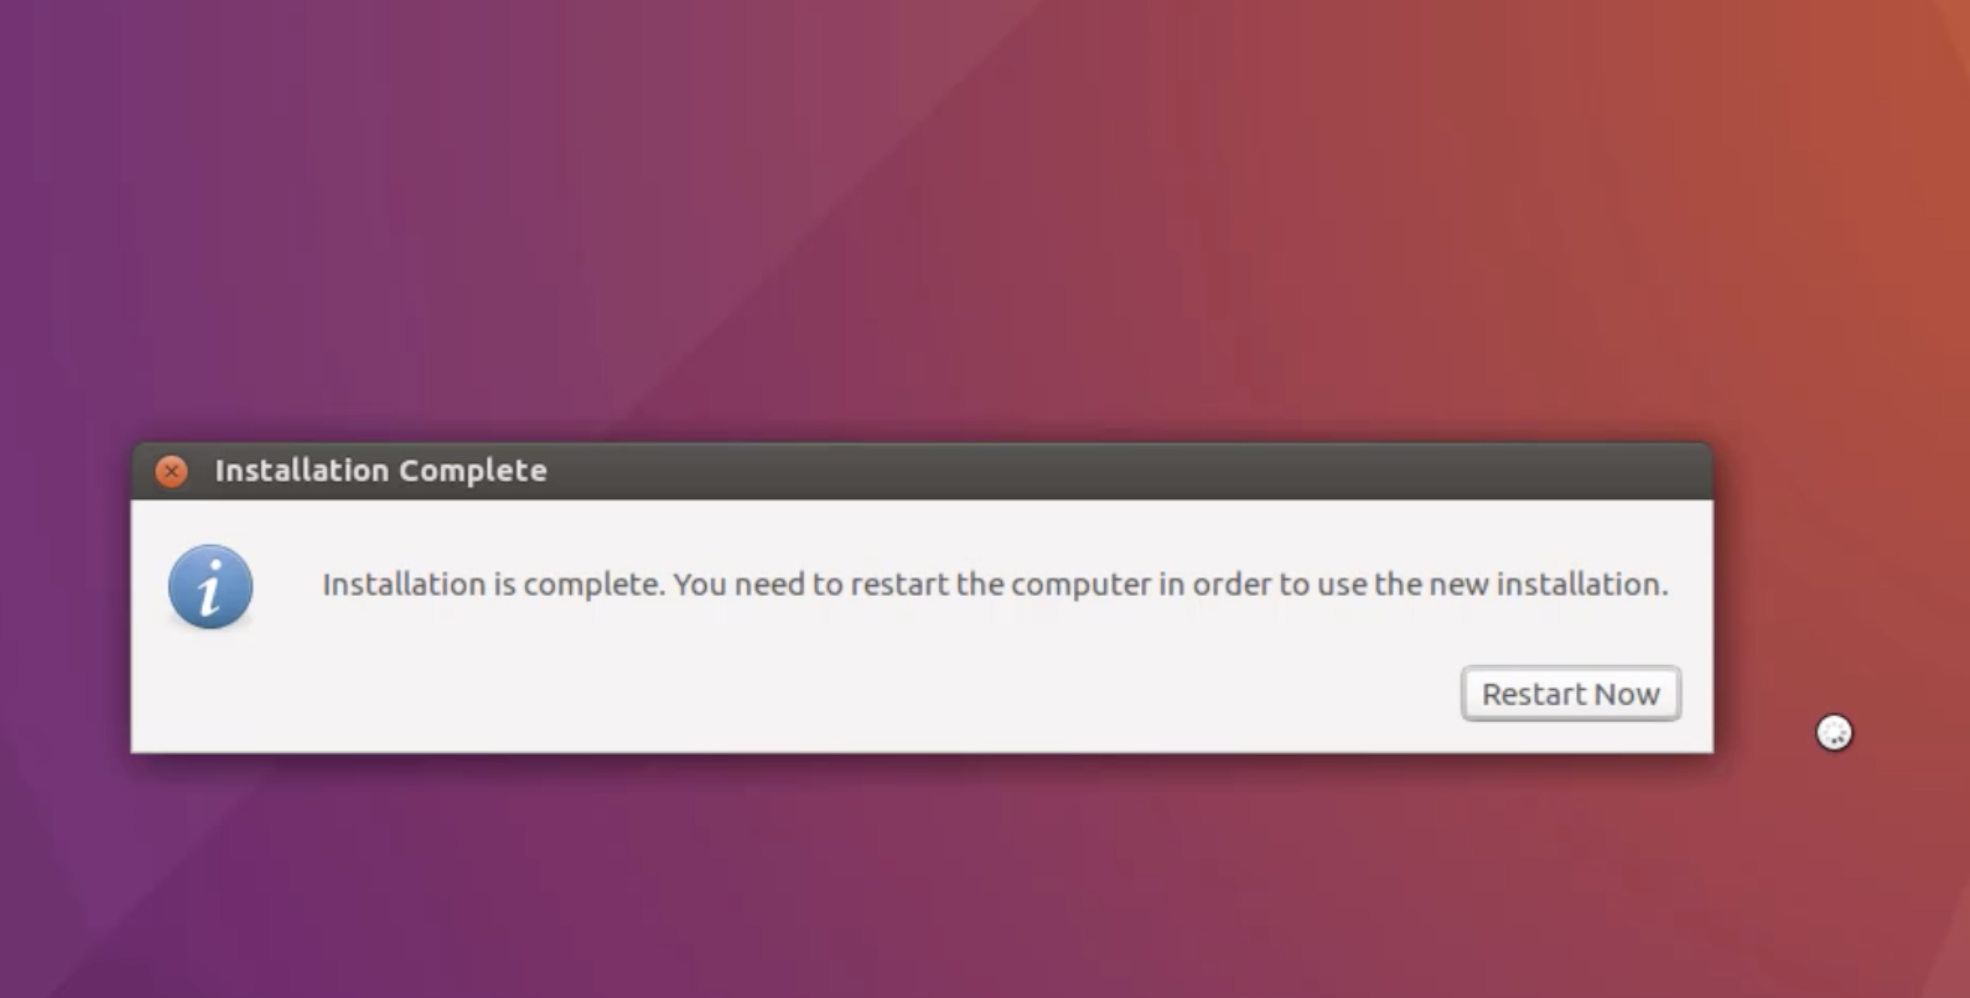 Installation Complete
Installation is complete. You need to restart the computer in order to use the new installation.
Restart Now